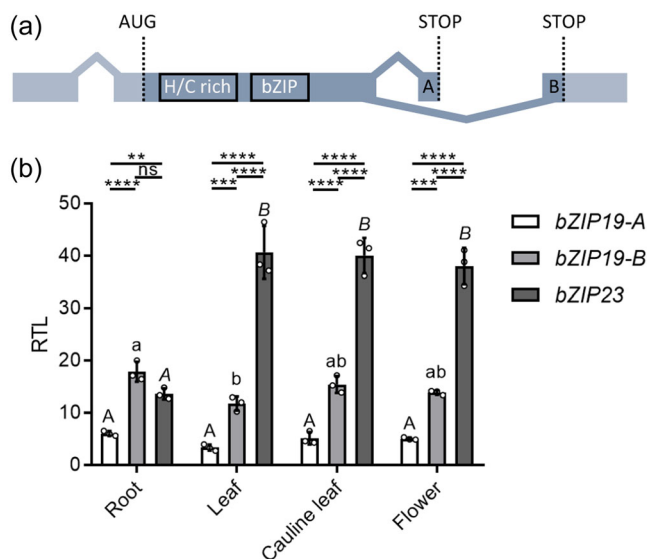 (a)
AUG STOP STOP
H/C rich bZIP A B
(b)
** **** **** ****
ns **** **** ****
**** *** **** ***
50
40
30
20
10
0
RTL
A a A
A b B
A ab B
A ab B
Root Leaf Cauline leaf Flower
bZIP19-A
bZIP19-B
bZIP23